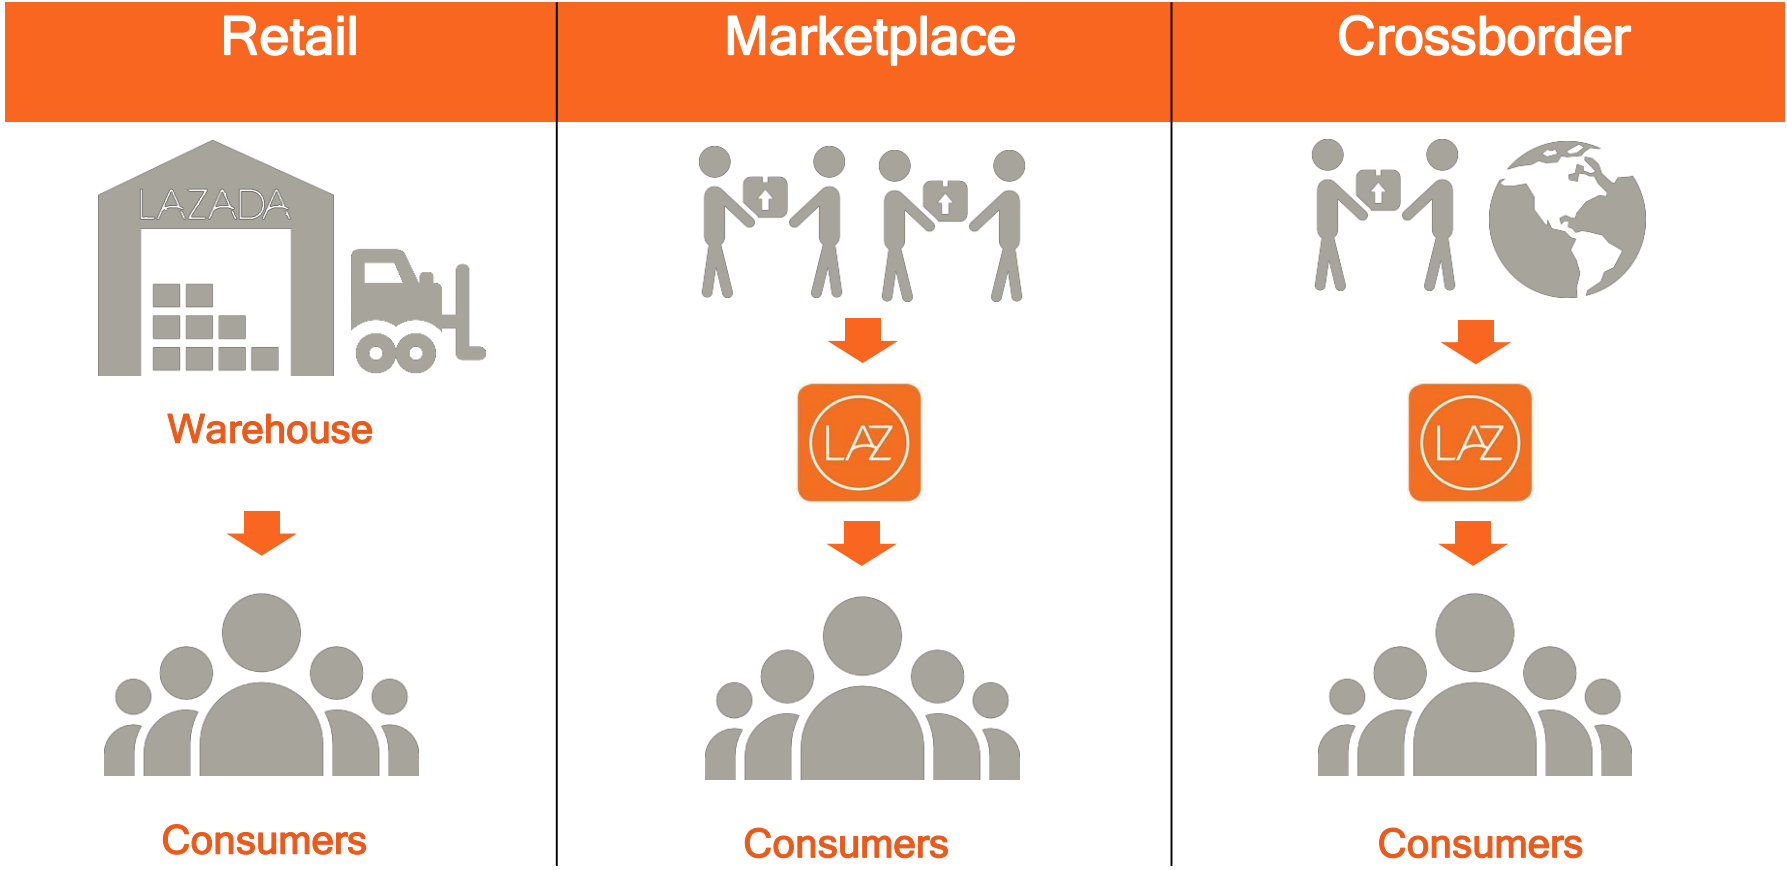 Retail
Marketplace
Crossborder
LAZADA
Warehouse
LAZ
LAZ
Consumers
Consumers
Consumers